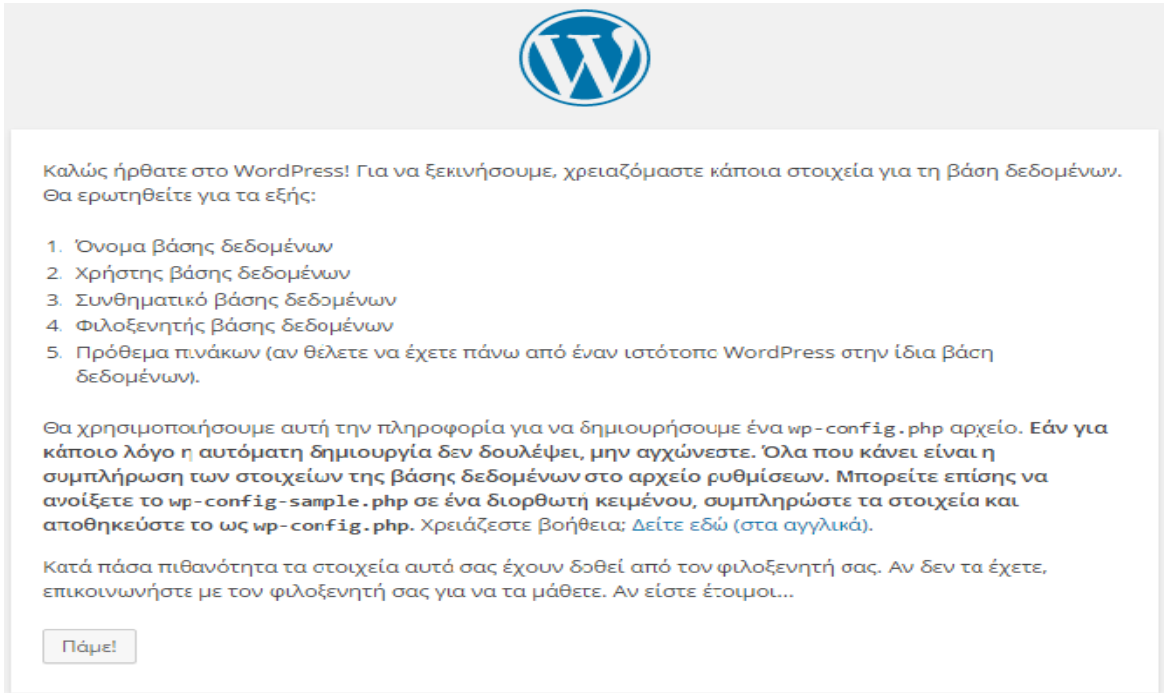 Καλώς ήρθατε στο WordPress! Για να ξεκινήσουμε, χρειαζόμαστε κάποια στοιχεία για τη βάση δεδομένων.
Θα ερωτηθείτε για τα εξής:
1. Όνομα βάσης δεδομένων
2. Χρήστης βάσης δεδομένων
3. Συνθηματικό βάσης δεδομένων
4. Φιλοξενητής βάσης δεδομένων
5. Πρόθεμα πινάκων (αν θέλετε να έχετε πάνω από έναν ιστότοπο WordPress στην ίδια βάση
δεδομένων).
Θα χρησιμοποιήσουμε αυτή την πληροφορία για να δημιουρήσουμε ένα wp-config.php αρχείο. Εάν για
κάποιο λόγο η αυτόματη δημιουργία δεν δουλέψει, μην αγχώνεστε. Όλα που κάνει είναι η
συμπλήρωση των στοιχείων της βάσης δεδομένων στο αρχείο ρυθμίσεων. Μπορείτε επίσης να
ανοίξετε το wp-config-sample.php σε ένα διορθωτή κειμένου, συμπληρώστε τα στοιχεία και
αποθηκεύστε το ως wp-config.php. Χρειάζεστε βοήθεια; Δείτε εδώ (στα αγγλικά).
Κατά πάσα πιθανότητα τα στοιχεία αυτά σας έχουν δοθεί από τον φιλοξενητή σας. Αν δεν τα έχετε,
επικοινωνήστε με τον φιλοξενητή σας για να τα μάθετε. Αν είστε έτοιμοι...
Πάμε!